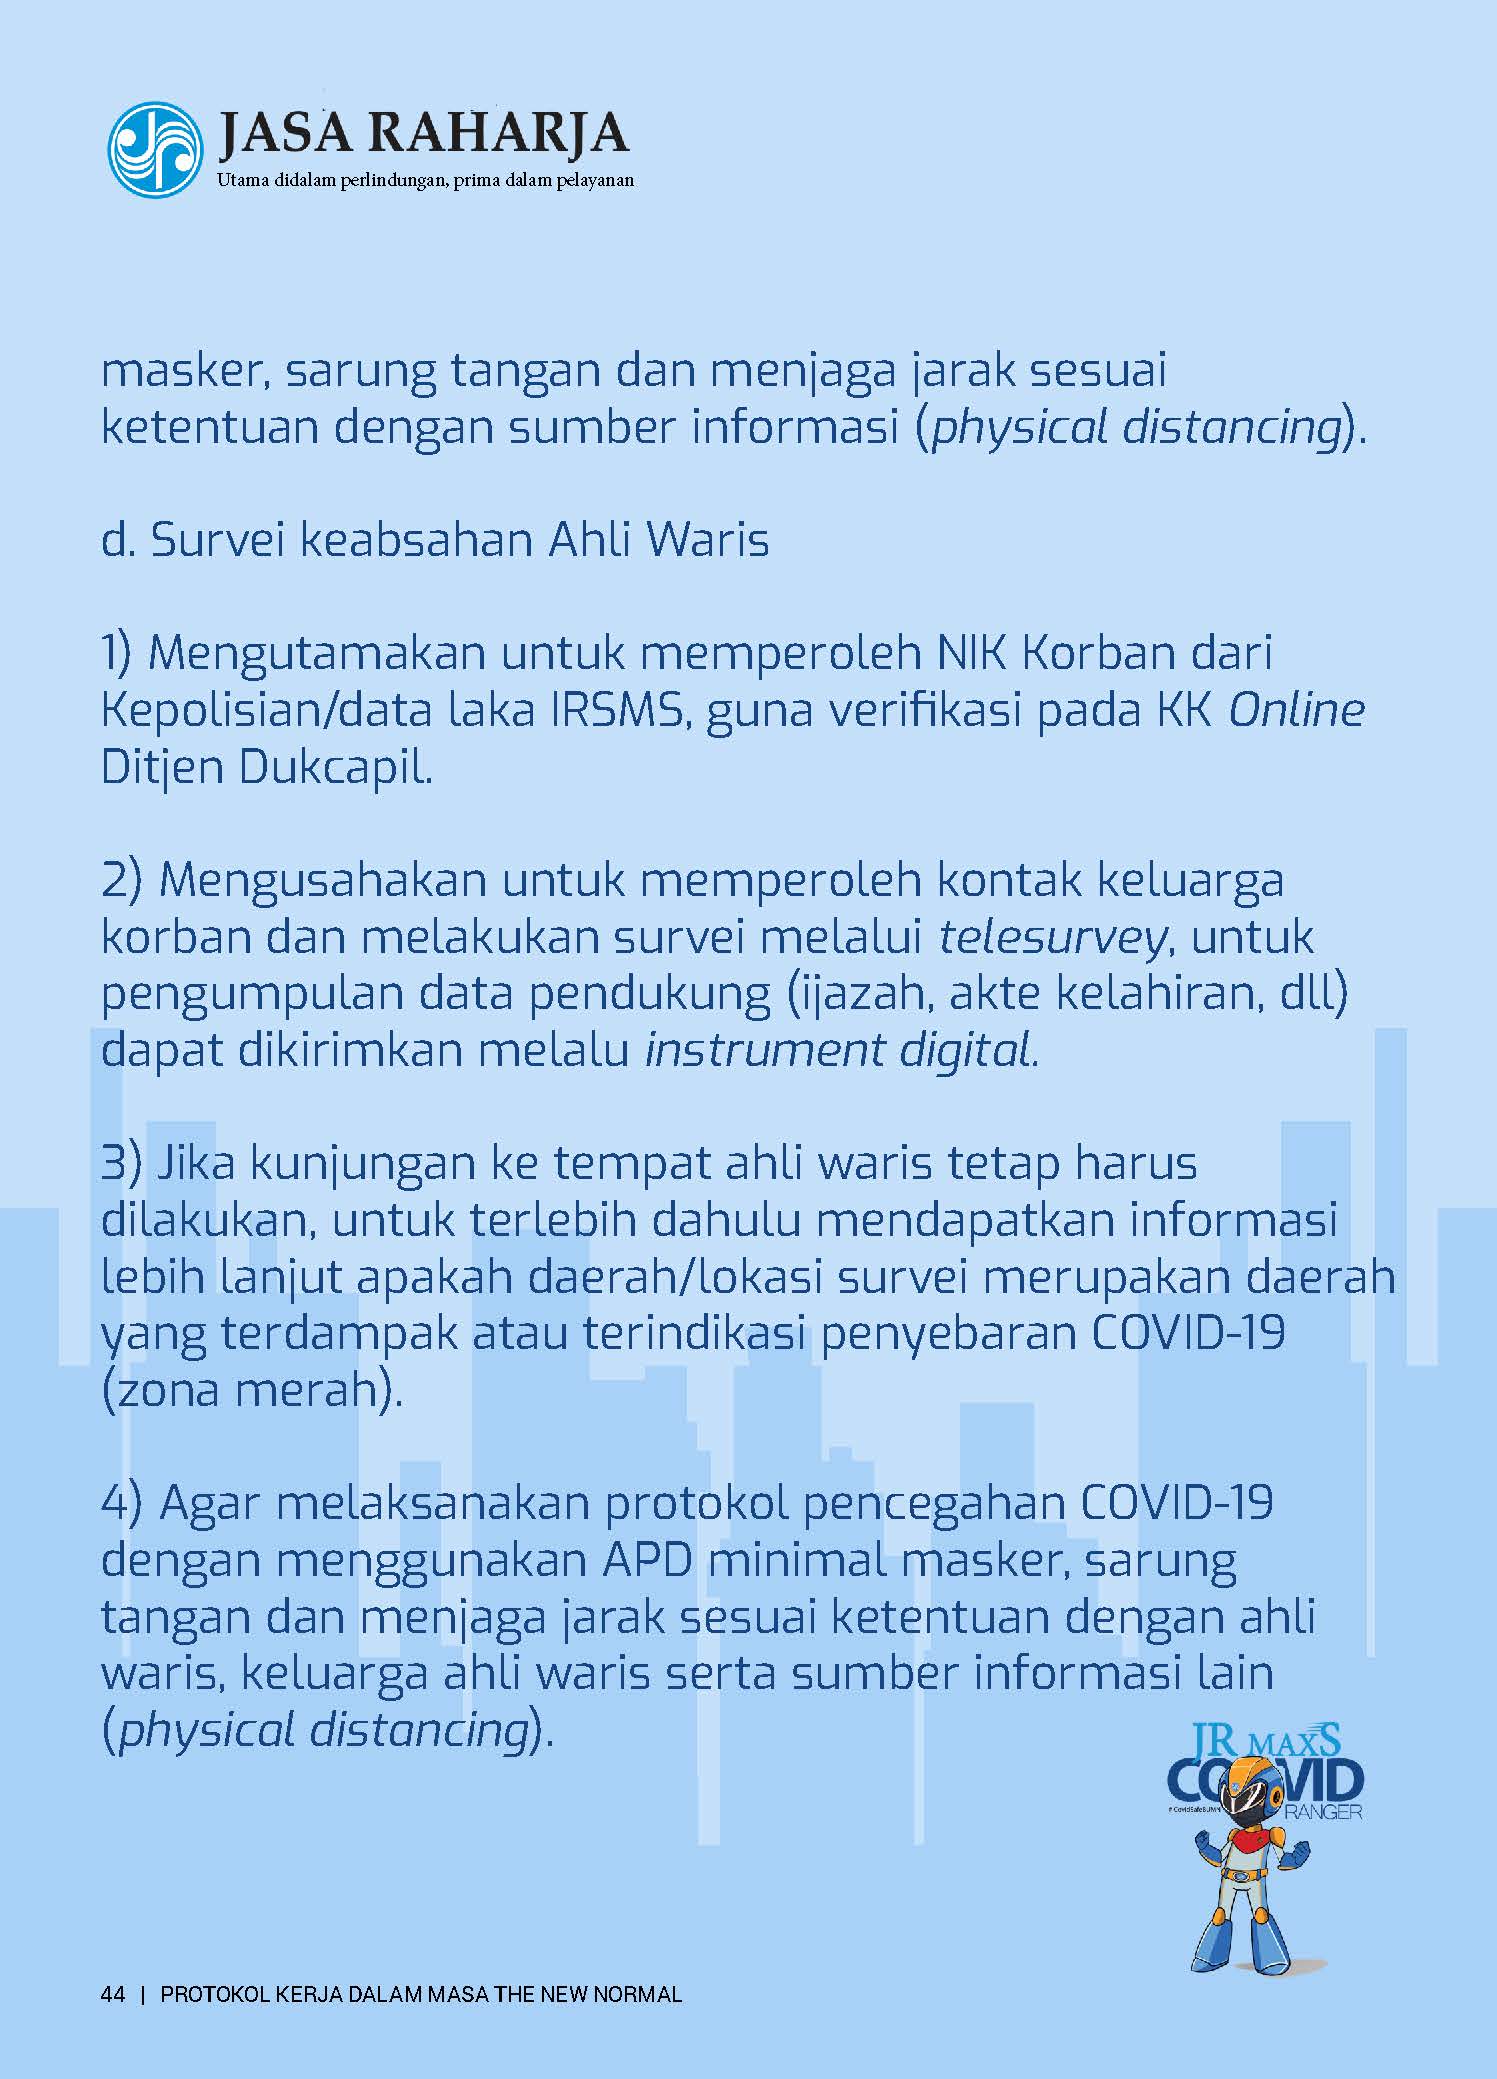 JASA RAHARJA
Utama didalam perlindungan, prima dalam pelayanan
masker, sarung tangan dan menjaga jarak sesuai
ketentuan dengan sumber informasi (physical distancing).
d. Survei keabsahan Ahli Waris
1) Mengutamakan untuk memperoleh NIK Korban dari
Kepolisian/data laka IRSMS, guna verifikasi pada KK Online
Ditjen Dukcapil.
2) Mengusahakan untuk memperoleh kontak keluarga
korban dan melakukan survei melalui telesurvey, untuk
pengumpulan data pendukung (ijazah, akte kelahiran, dll)
dapat dikirimkan melalu instrument digital.
3) Jika kunjungan ke tempat ahli waris tetap harus
dilakukan, untuk terlebih dahulu mendapatkan informasi
lebih lanjut apakah daerah/lokasi survei merupakan daerah
yang terdampak atau terindikasi penyebaran COVID-19
(zona merah).
4) Agar melaksanakan protokol pencegahan COVID-19
dengan menggunakan APD minimal masker, sarung
tangan dan menjaga jarak sesuai ketentuan dengan ahli
waris, keluarga ahli waris serta sumber informasi lain
(physical distancing).
JR MAXS
COVID
#CovidSafeBUMN RANGER
44 | PROTOKOL KERJA DALAM MASA THE NEW NORMAL